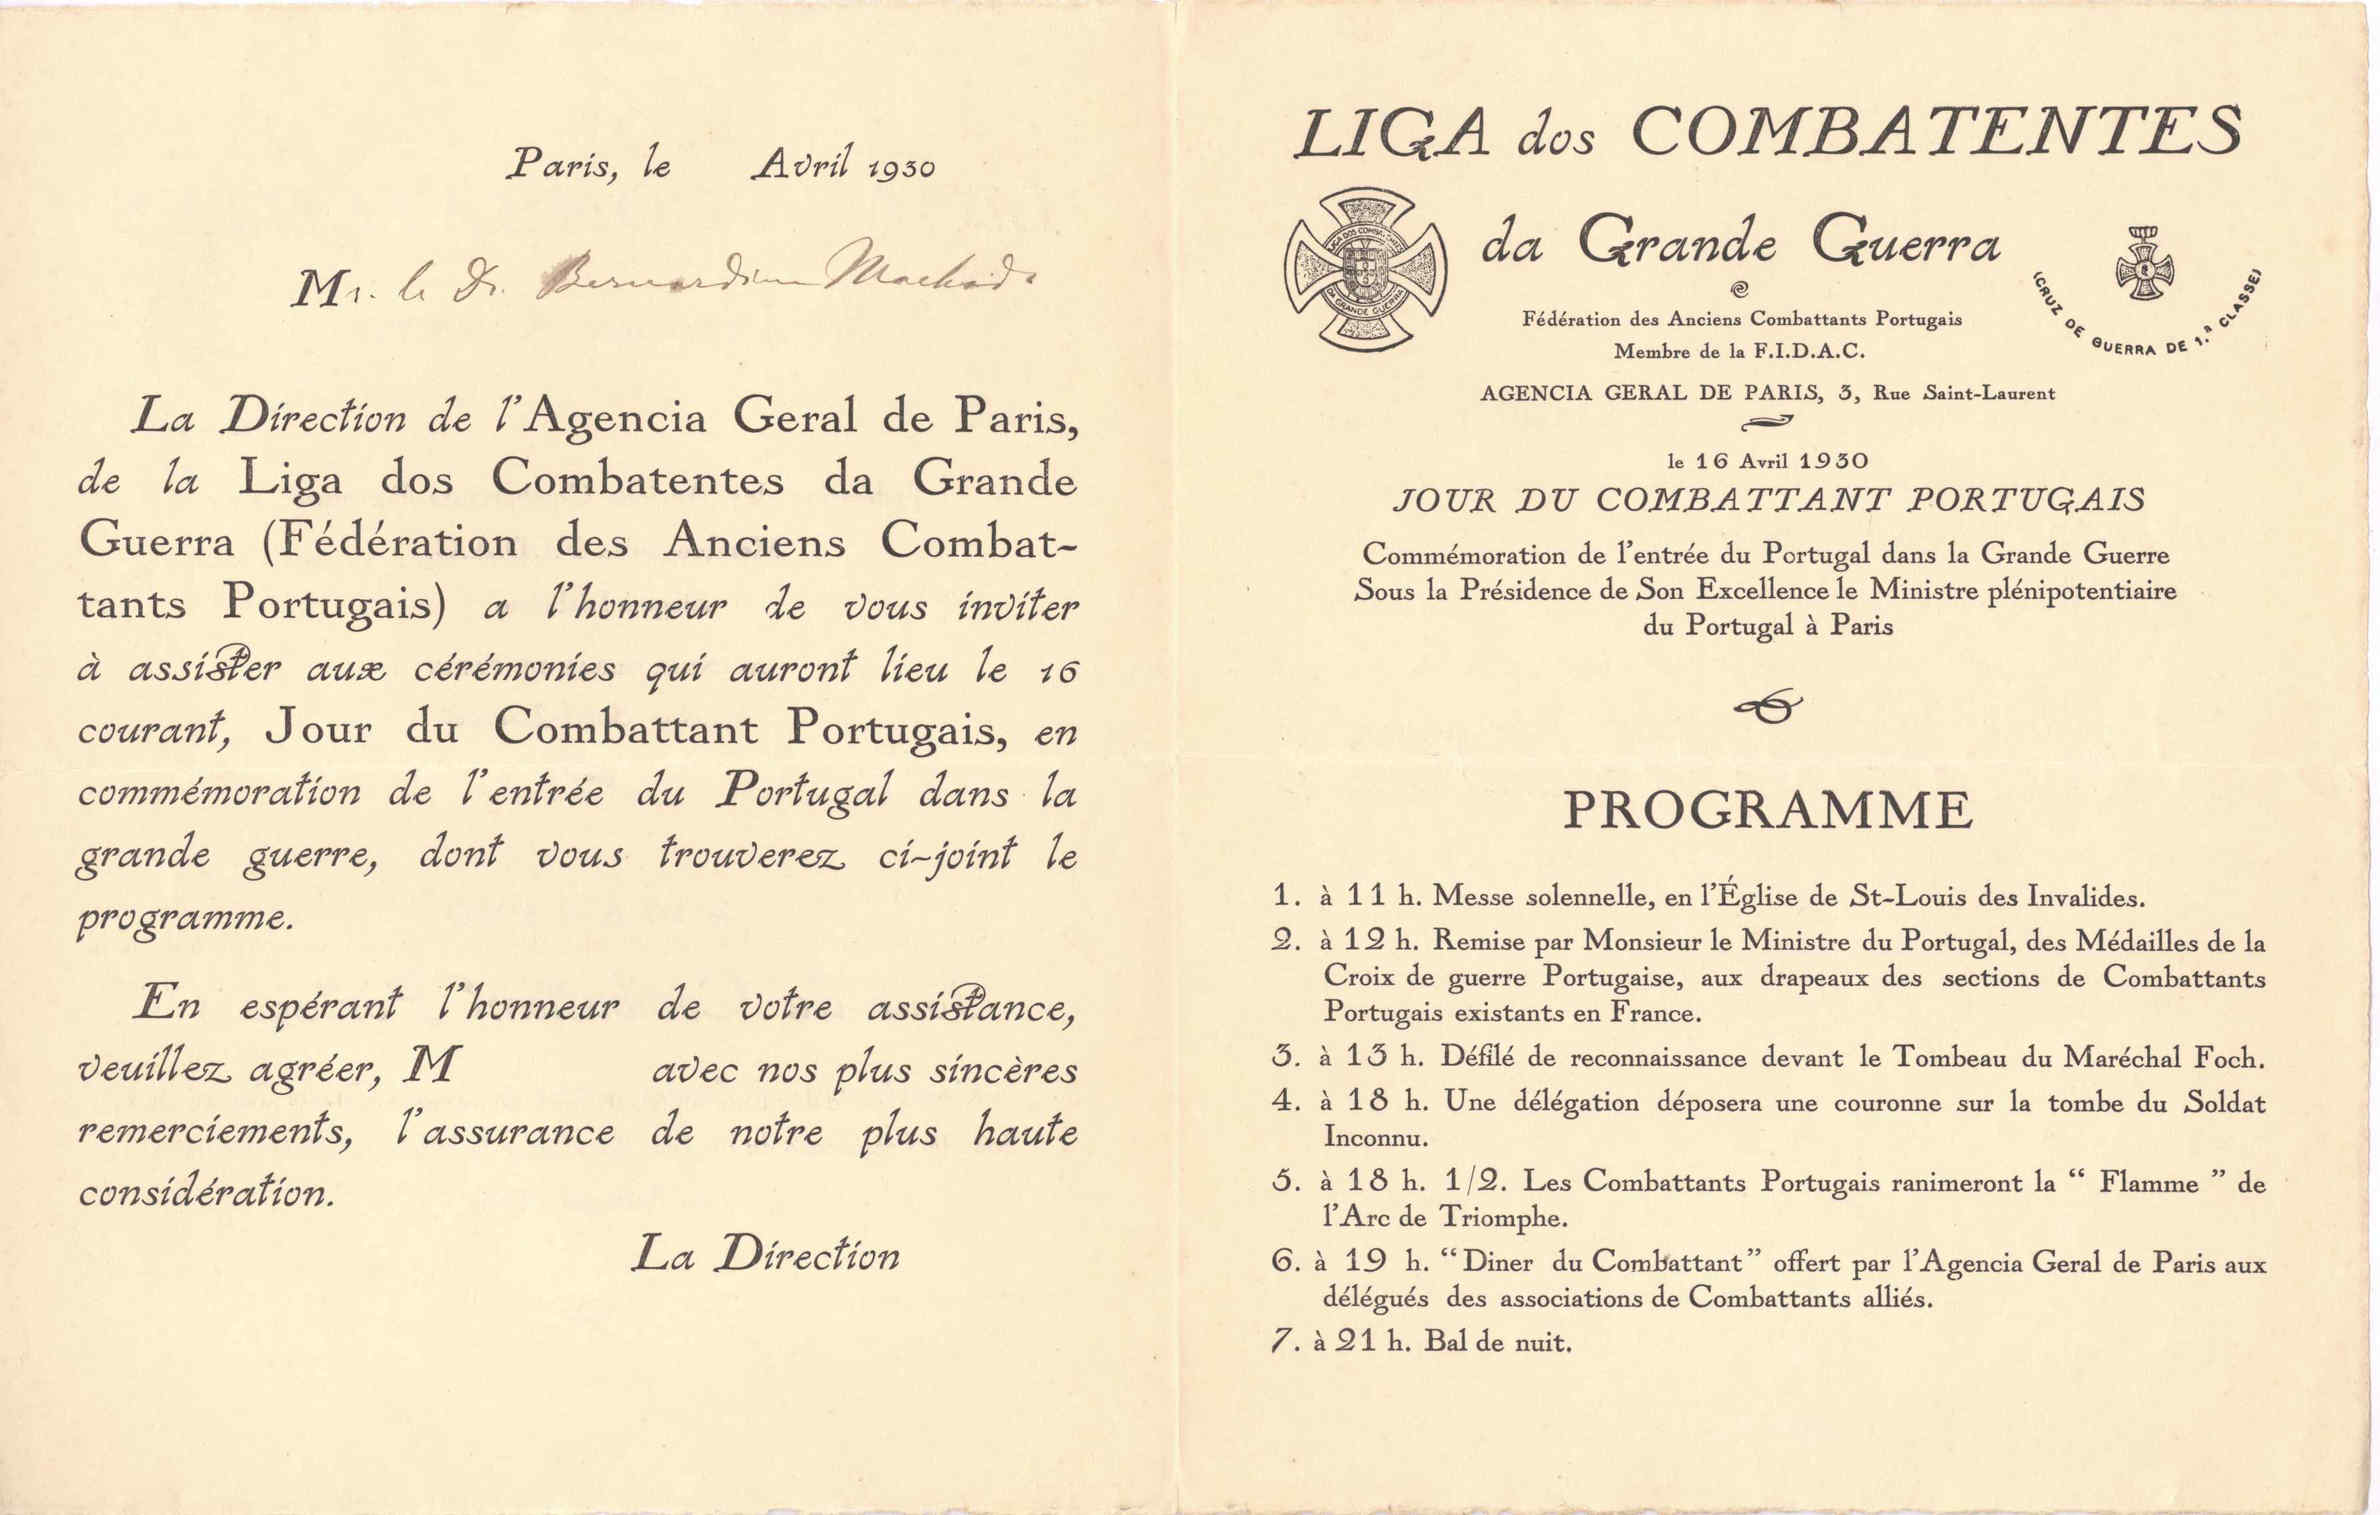 Paris, le Avril 1930
Mr. le Dr. Bernardino Machado
La Direction de l'Agencia Geral de Paris,
de la Liga dos Combatentes da Grande
Guerra (Fédération des Anciens Combat-
tants Portugais) a l'honneur de vous inviter
à assister aux cérémonies qui auront lieu le 16
courant, Jour du Combattant Portugais, en
commémoration de l'entrée du Portugal dans la
grande guerre, dont vous trouverez ci-joint le
programme.
En espérant l'honneur de votre assistance,
veuillez agréer, M avec nos plus sincères
remerciements, l'assurance de notre plus haute
considération.
La Direction
LIGA dos COMBATENTES
da Grande Guerra
LIGA DOS COMBATENTES
DA GRANDE GUERRA
Fédération des Anciens Combattants Portugais
Membre de la F.I.D.A.C.
(CRUZ DE GUERRA DE 1.ª CLASSE)
AGENCIA GERAL DE PARIS, 3, Rue Saint-Laurent
le 16 Avril 1930
JOUR DU COMBATTANT PORTUGAIS
Commémoration de l'entrée du Portugal dans la Grande Guerre
Sous la Présidence de Son Excellence le Ministre plénipotentiaire
du Portugal à Paris
PROGRAMME
1. à 11 h. Messe solennelle, en l'Église de St-Louis des Invalides.
2. à 12 h. Remise par Monsieur le Ministre du Portugal, des Médailles de la
Croix de guerre Portugaise, aux drapeaux des sections de Combattants
Portugais existants en France.
3. à 13 h. Défilé de reconnaissance devant le Tombeau du Maréchal Foch.
4. à 18 h. Une délégation déposera une couronne sur la tombe du Soldat
Inconnu.
5. à 18 h. 1/2. Les Combattants Portugais ranimeront la “ Flamme ” de
l'Arc de Triomphe.
6. à 19 h. “Diner du Combattant” offert par l'Agencia Geral de Paris aux
délégués des associations de Combattants alliés.
7. à 21 h. Bal de nuit.